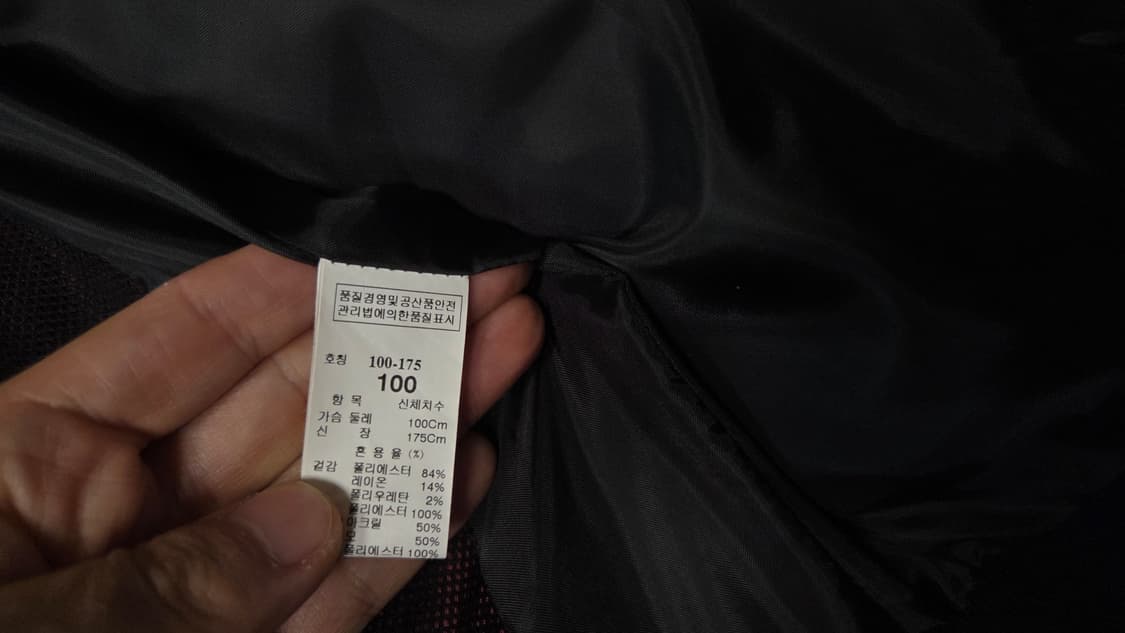 품질경영및공산품안전
관리법에의한품질표시
호칭 100-175
100
항 목 신체치수
가슴 둘레 100Cm
신 장 175Cm
혼 용 율 (%)
겉감 폴리에스터 84%
레이온 14%
폴리우레탄 2%
폴리에스터 100%
아크릴 50%
모 50%
폴리에스터 100%